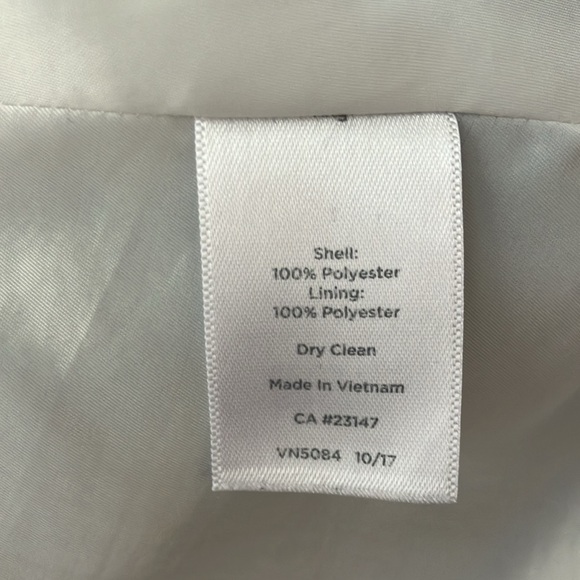 Shell:
100% Polyester
Lining:
100% Polyester
Dry Clean
Made In Vietnam
CA #23147
VN5084 10/17